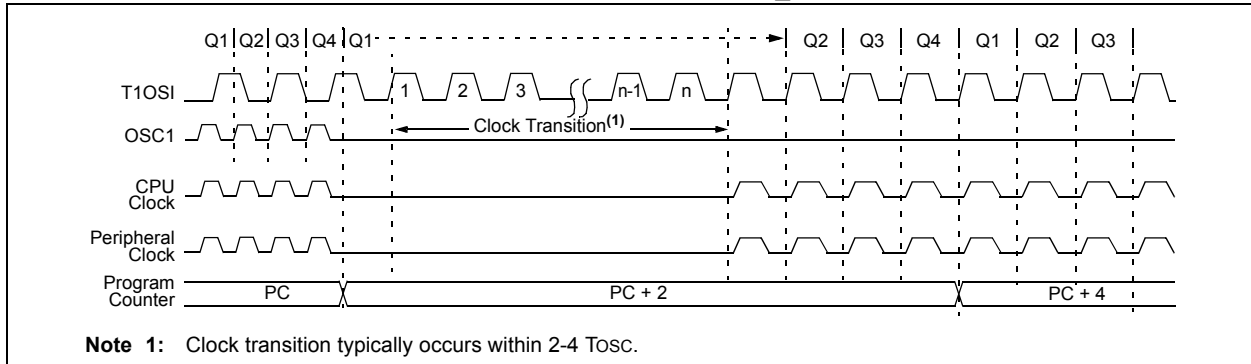 Q1 Q2 Q3 Q4 Q1 Q2 Q3 Q4 Q1 Q2 Q3
T1OSI 1 2 3 n-1 n
OSC1 Clock Transition(1)
CPU
Clock
Peripheral
Clock
Program
Counter
PC PC + 2 PC + 4
Note 1: Clock transition typically occurs within 2-4 TOSC.